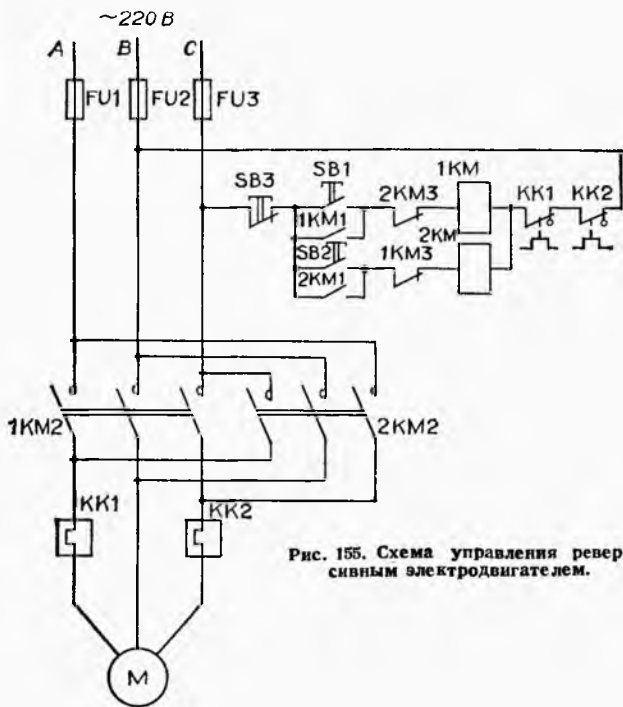 ~220 В
A B C
FU1 FU2 FU3
SB3 SB1 1KM KK1 KK2
2KM3
1KM1
2KM
SB2
1KM3
2KM1
1KM2 2KM2
KK1 KK2
Рис. 155. Схема управления ревер
сивным электродвигателем.
M